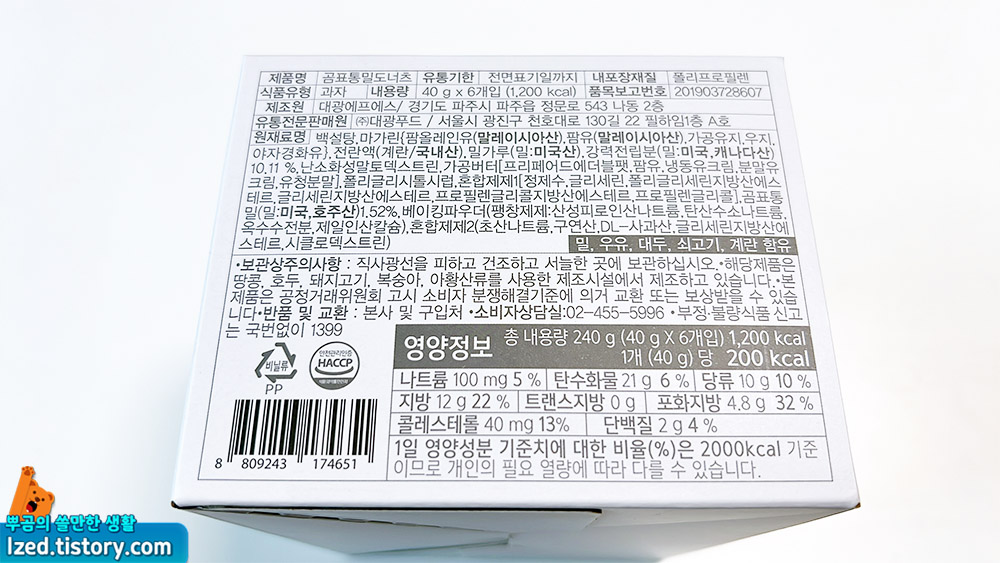 제품명 곰표통밀도너츠 유통기한 전면표기일까지 내포장재질 폴리프로필렌
식품유형 과자 내용량 40 g x 6개입 (1,200 kcal) 품목보고번호 201903728607
제조원 대광에프에스/ 경기도 파주시 파주읍 정문로 543 나동 2층
유통전문판매원 ㈜대광푸드 / 서울시 광진구 천호대로 130길 22 필하임1층 A호
원재료명 백설탕,마가린{팜올레인유(말레이시아산),팜유(말레이시아산),가공유지,우지,
야자경화유},전란액(계란/국내산),밀가루(밀:미국산),강력전립분(밀:미국,캐나다산)
10.11 %,난소화성말토덱스트린,가공버터[프리페어드에더블팻,팜유,냉동유크림,분말유
크림,유청분말],폴리글리시톨시럽,혼합제제1[정제수,글리세린,폴리글리세린지방산에스
테르,글리세린지방산에스테르,프로필렌글리콜지방산에스테르,프로필렌글리콜],곰표통
밀(밀:미국,호주산)1.52%,베이킹파우더(팽창제제:산성피로인산나트륨,탄산수소나트륨,
옥수수전분,제일인산칼슘),혼합제제2(초산나트륨,구연산,DL-사과산,글리세린지방산에
스테르,시클로덱스트린)
밀, 우유, 대두, 쇠고기, 계란 함유
•보관상주의사항 : 직사광선을 피하고 건조하고 서늘한 곳에 보관하십시오.•해당제품은
땅콩, 호두, 돼지고기, 복숭아, 아황산류를 사용한 제조시설에서 제조하고 있습니다.•본
제품은 공정거래위원회 고시 소비자 분쟁해결기준에 의거 교환 또는 보상받을 수 있습
니다•반품 및 교환 : 본사 및 구입처 •소비자상담실:02-455-5996 •부정·불량식품 신고
는 국번없이 1399
영양정보 총 내용량 240 g (40 g X 6개입) 1,200 kcal
1개 (40 g) 당 200 kcal
나트륨 100 mg 5 % 탄수화물 21 g 6 % 당류 10 g 10 %
지방 12 g 22 % 트랜스지방 0 g 포화지방 4.8 g 32 %
콜레스테롤 40 mg 13% 단백질 2 g 4 %
1일 영양성분 기준치에 대한 비율(%)은 2000kcal 기준
이므로 개인의 필요 열량에 따라 다를 수 있습니다.
비닐류
PP
안전관리인증
HACCP
8 809243 174651
뿌곰의 쓸만한 생활
lzed.tistory.com